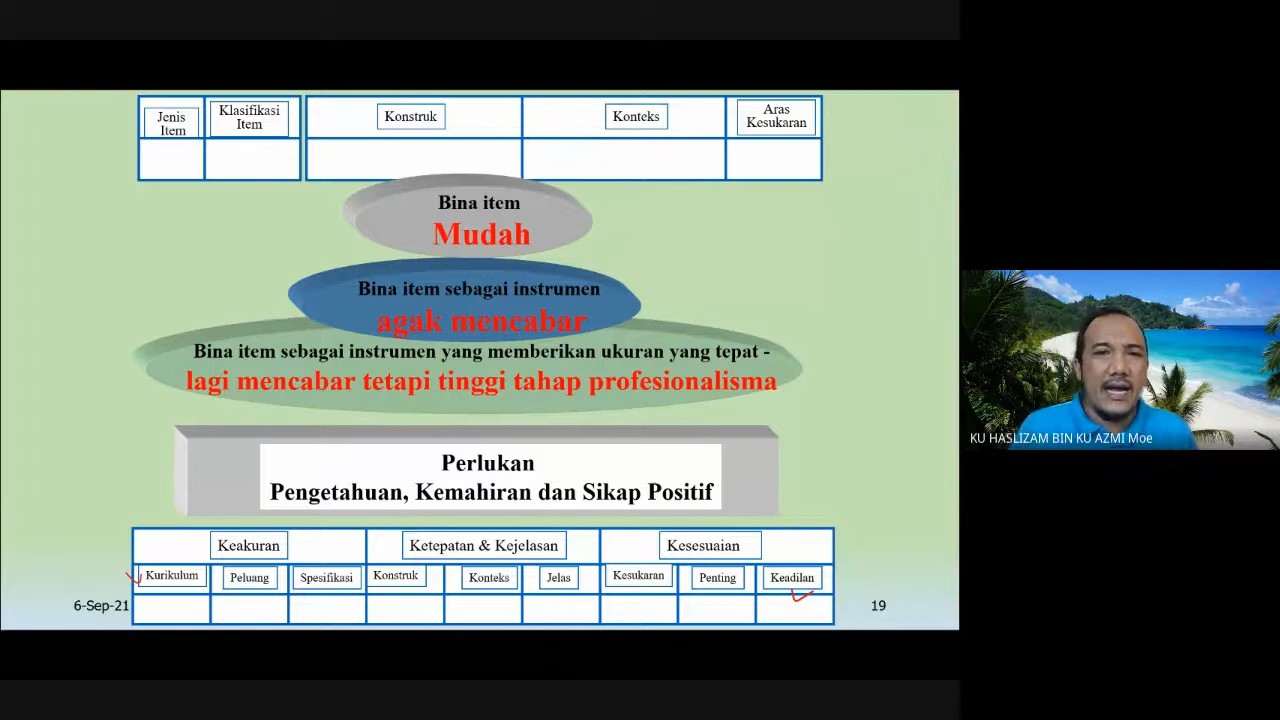 Jenis
Item
Klasifikasi
Item
Konstruk
Konteks
Aras
Kesukaran
Bina item
Mudah
Bina item sebagai instrumen
agak mencabar
Bina item sebagai instrumen yang memberikan ukuran yang tepat -
lagi mencabar tetapi tinggi tahap profesionalisma
KU HASLIZAM BIN KU AZMI Moe
Perlukan
Pengetahuan, Kemahiran dan Sikap Positif
Keakuran
Ketepatan & Kejelasan
Kesesuaian
Kurikulum
Peluang
Spesifikasi
Konstruk
Konteks
Jelas
Kesukaran
Penting
Keadilan
6-Sep-21
19